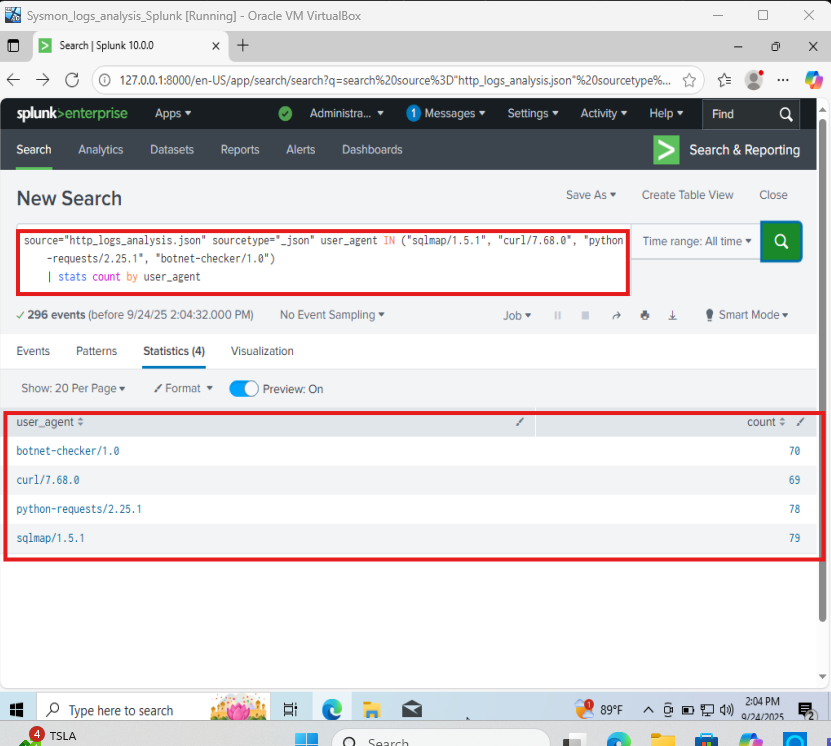 Sysmon_logs_analysis_Splunk [Running] - Oracle VM VirtualBox
Search | Splunk 10.0.0
127.0.0.1:8000/en-US/app/search/search?q=search%20source%3D"http_logs_analysis.json"%20sourcetype%...
splunk>enterprise Apps Administra... 1 Messages Settings Activity Help Find
Search Analytics Datasets Reports Alerts Dashboards Search & Reporting
New Search Save As Create Table View Close
source="http_logs_analysis.json" sourcetype="_json" user_agent IN ("sqlmap/1.5.1", "curl/7.68.0", "python
-requests/2.25.1", "botnet-checker/1.0")
| stats count by user_agent
Time range: All time
296 events (before 9/24/25 2:04:32.000 PM) No Event Sampling Job Smart Mode
Events Patterns Statistics (4) Visualization
Show: 20 Per Page Format Preview: On
user_agent count
botnet-checker/1.0 70
curl/7.68.0 69
python-requests/2.25.1 78
sqlmap/1.5.1 79
Type here to search 1 89°F 2:04 PM
9/24/2025 2
4 TSLA Search